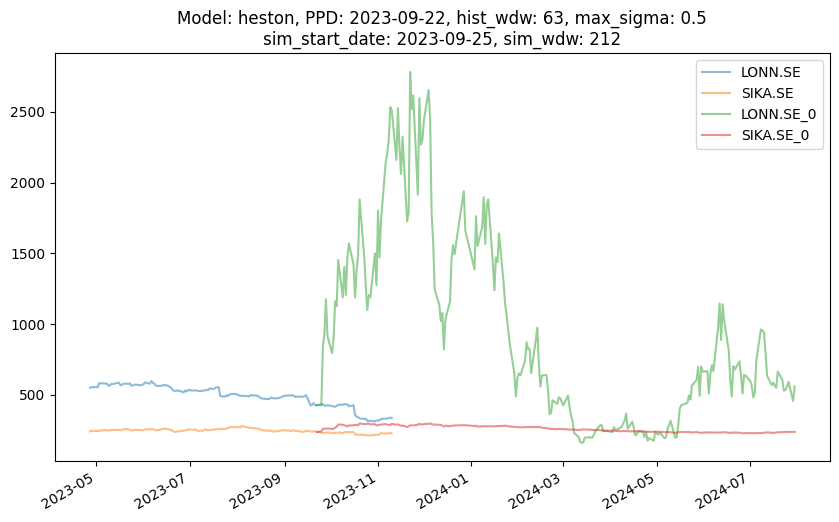 Model: heston, PPD: 2023-09-22, hist_wdw: 63, max_sigma: 0.5
sim_start_date: 2023-09-25, sim_wdw: 212
LONN.SE
SIKA.SE
LONN.SE_0
SIKA.SE_0
2500
2000
1500
1000
500
2023-05
2023-07
2023-09
2023-11
2024-01
2024-03
2024-05
2024-07